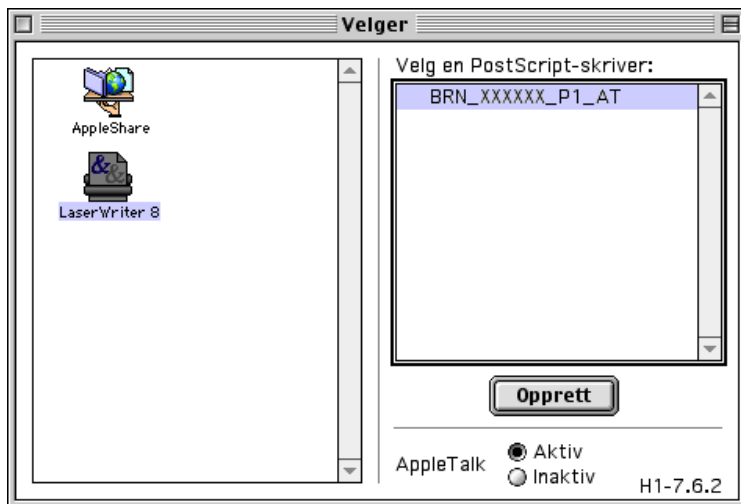 Velger
AppleShare
LaserWriter 8
Velg en PostScript-skriver:
BRN_XXXXXX_P1_AT
Opprett
AppleTalk
Aktiv
Inaktiv
H1-7.6.2